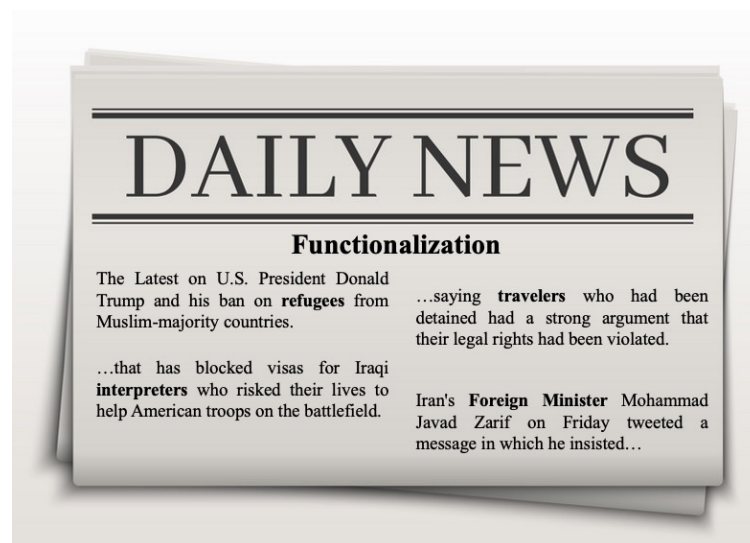 DAILY NEWS
Functionalization
The Latest on U.S. President Donald
Trump and his ban on refugees from
Muslim-majority countries.
…that has blocked visas for Iraqi
interpreters who risked their lives to
help American troops on the battlefield.
…saying travelers who had been
detained had a strong argument that
their legal rights had been violated.
Iran's Foreign Minister Mohammad
Javad Zarif on Friday tweeted a
message in which he insisted…